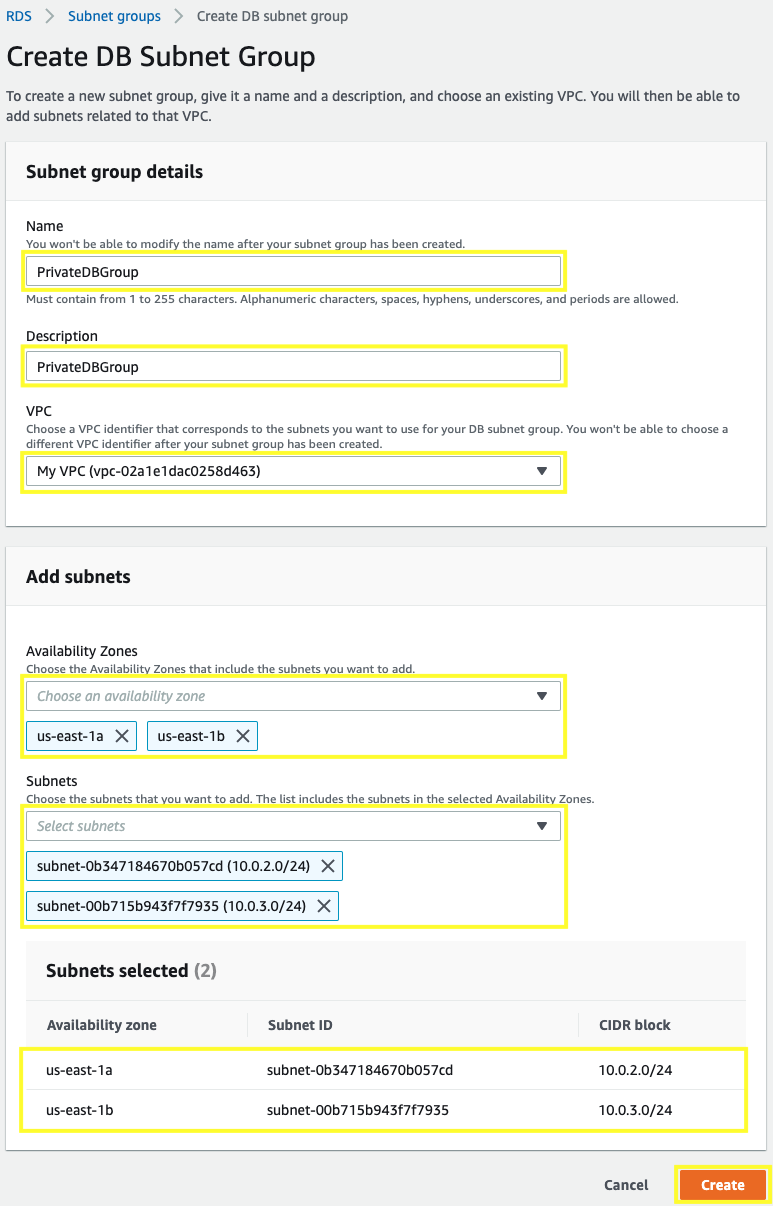 RDS > Subnet groups > Create DB subnet group
Create DB Subnet Group
To create a new subnet group, give it a name and a description, and choose an existing VPC. You will then be able to
add subnets related to that VPC.
Subnet group details
Name
You won't be able to modify the name after your subnet group has been created.
PrivateDBGroup
Must contain from 1 to 255 characters. Alphanumeric characters, spaces, hyphens, underscores, and periods are allowed.
Description
PrivateDBGroup
VPC
Choose a VPC identifier that corresponds to the subnets you want to use for your DB subnet group. You won't be able to choose a
different VPC identifier after your subnet group has been created.
My VPC (vpc-02a1e1dac0258d463)
Add subnets
Availability Zones
Choose the Availability Zones that include the subnets you want to add.
Choose an availability zone
us-east-1a us-east-1b
Subnets
Choose the subnets that you want to add. The list includes the subnets in the selected Availability Zones.
Select subnets
subnet-0b347184670b057cd (10.0.2.0/24)
subnet-00b715b943f7f7935 (10.0.3.0/24)
Subnets selected (2)
Availability zone Subnet ID CIDR block
us-east-1a subnet-0b347184670b057cd 10.0.2.0/24
us-east-1b subnet-00b715b943f7f7935 10.0.3.0/24
Cancel Create